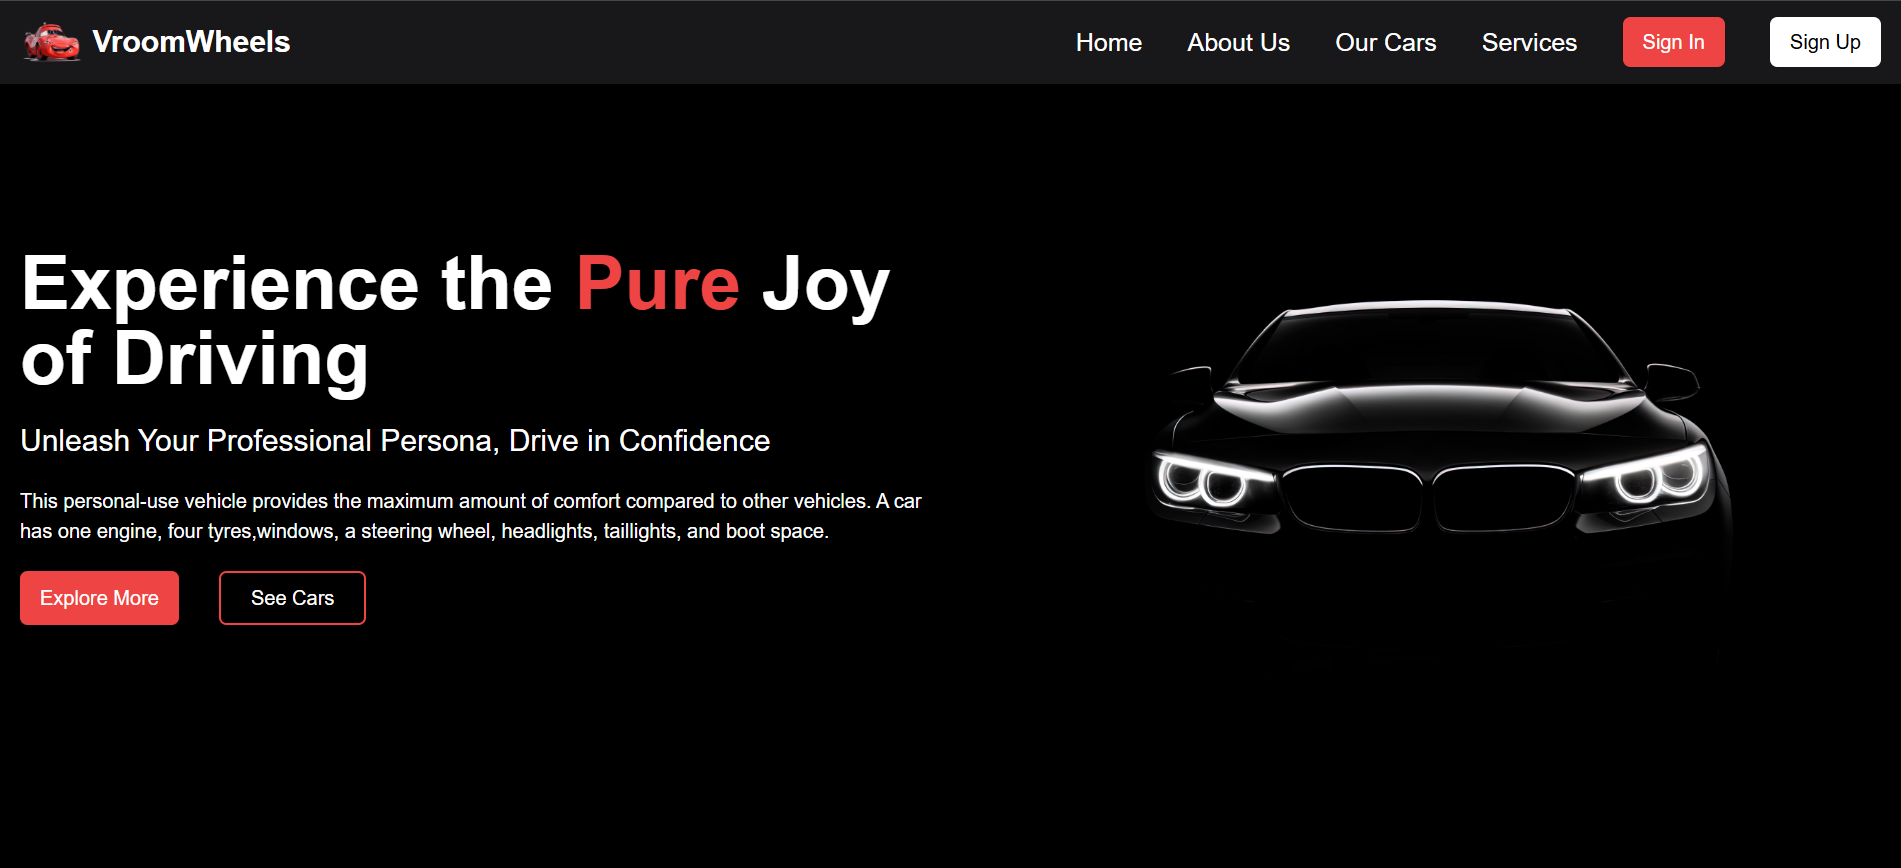 VroomWheels
Home
About Us
Our Cars
Services
Sign In
Sign Up
Experience the Pure Joy
of Driving
Unleash Your Professional Persona, Drive in Confidence
This personal-use vehicle provides the maximum amount of comfort compared to other vehicles. A car
has one engine, four tyres,windows, a steering wheel, headlights, taillights, and boot space.
Explore More
See Cars